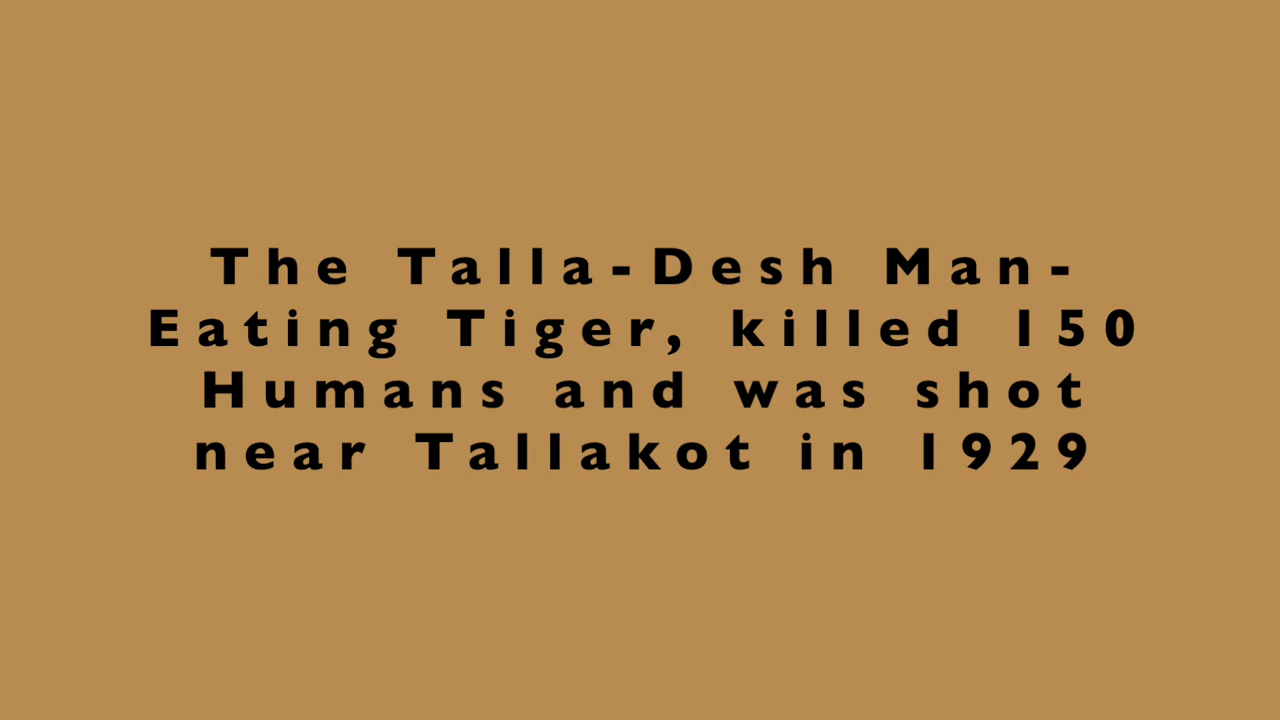 The Talla-Desh Man-
Eating Tiger, killed 150
Humans and was shot
near Tallakot in 1929